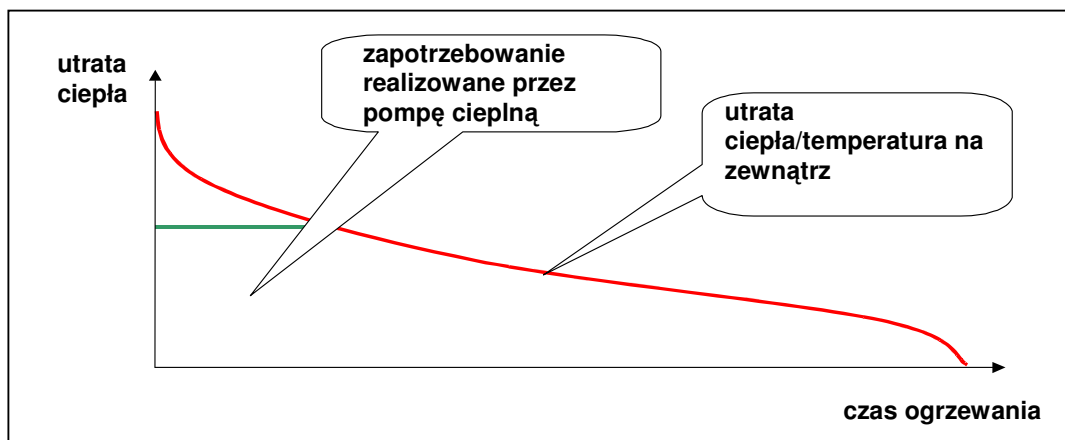 utrata
ciepła
zapotrzebowanie
realizowane przez
pompę cieplną
utrata
ciepła/temperatura na
zewnątrz
czas ogrzewania